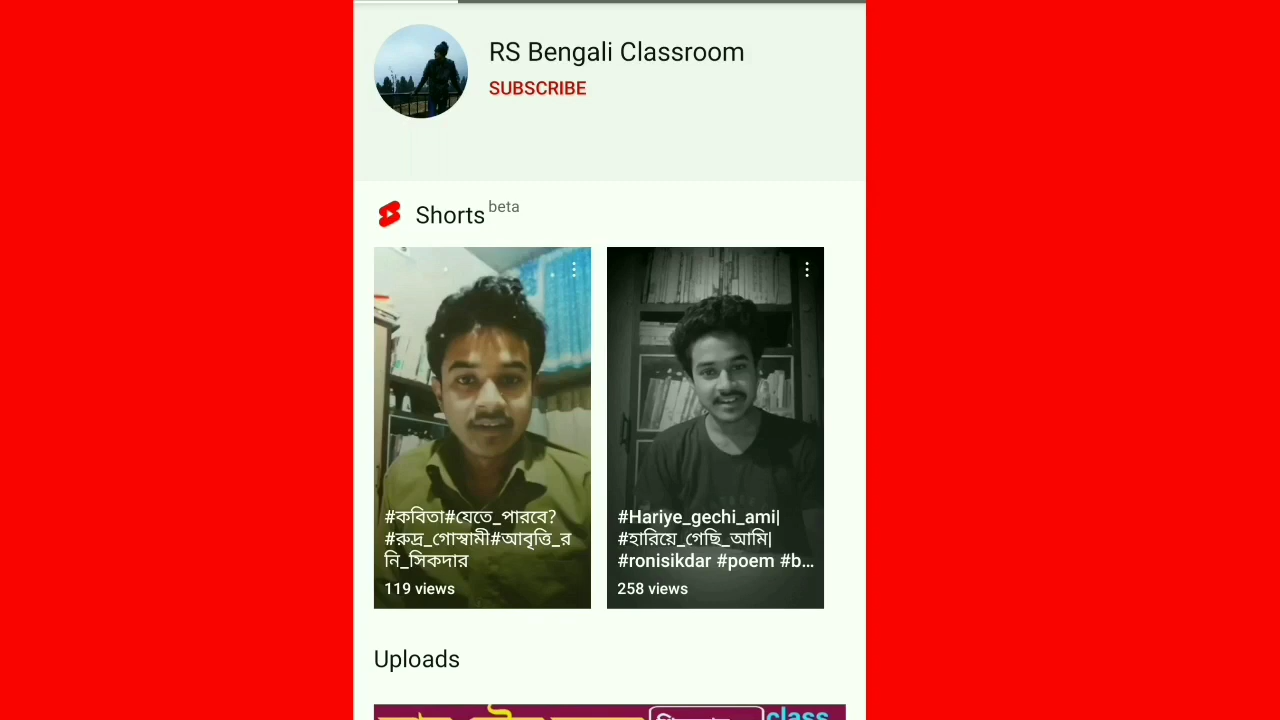 RS Bengali Classroom
SUBSCRIBE
Shorts beta
#কবিতা#যেতে_পারবে?
#রুদ্র_গোস্বামী#আবৃত্তি_র
নি_সিকদার
119 views
#Hariye_gechi_ami|
#হারিয়ে_গেছি_আমি|
#ronisikdar #poem #b...
258 views
Uploads
class